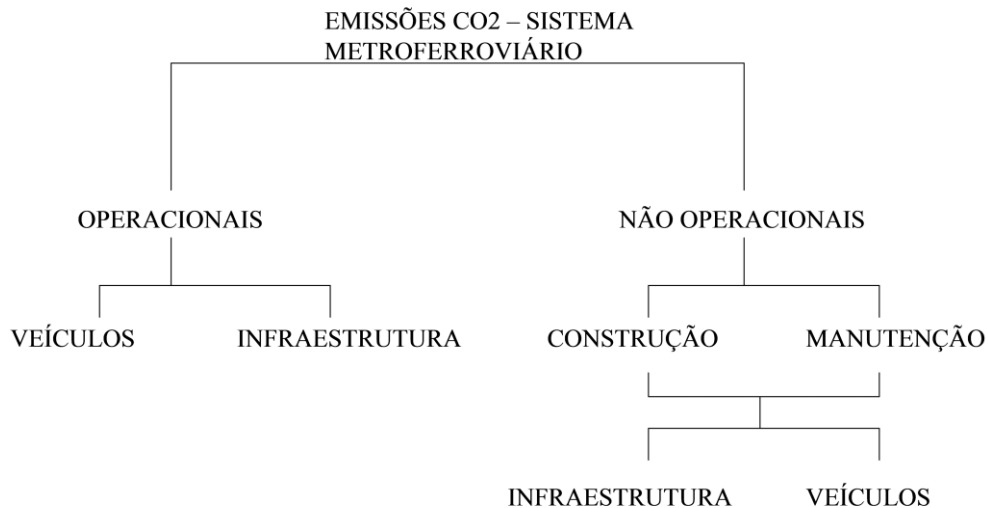 EMISSÕES CO2 – SISTEMA
METROFERROVIÁRIO
OPERACIONAIS
NÃO OPERACIONAIS
VEÍCULOS
INFRAESTRUTURA
CONSTRUÇÃO
MANUTENÇÃO
INFRAESTRUTURA
VEÍCULOS